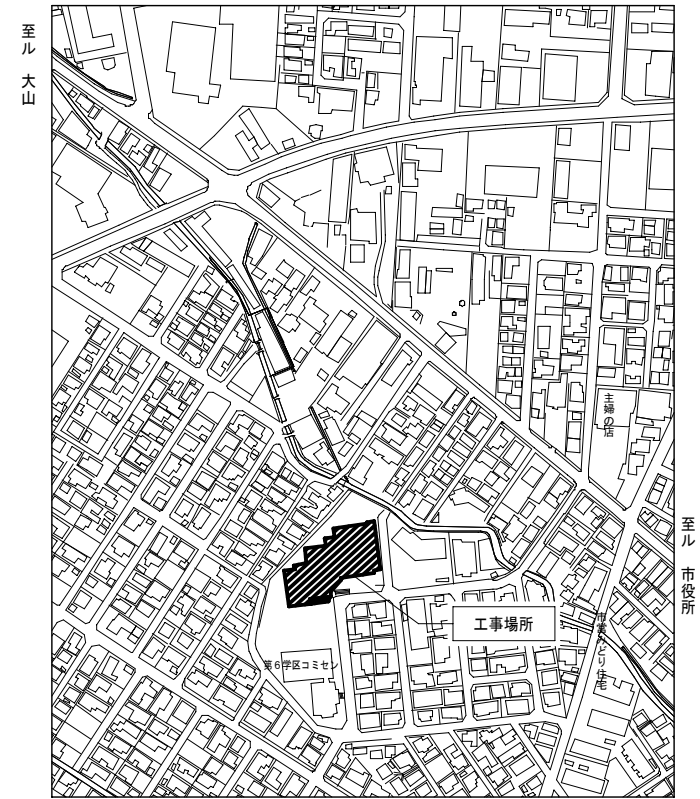 至ル 大山
主婦の店
至ル 市役所
工事場所
市営みどり住宅
第6学区コミセン